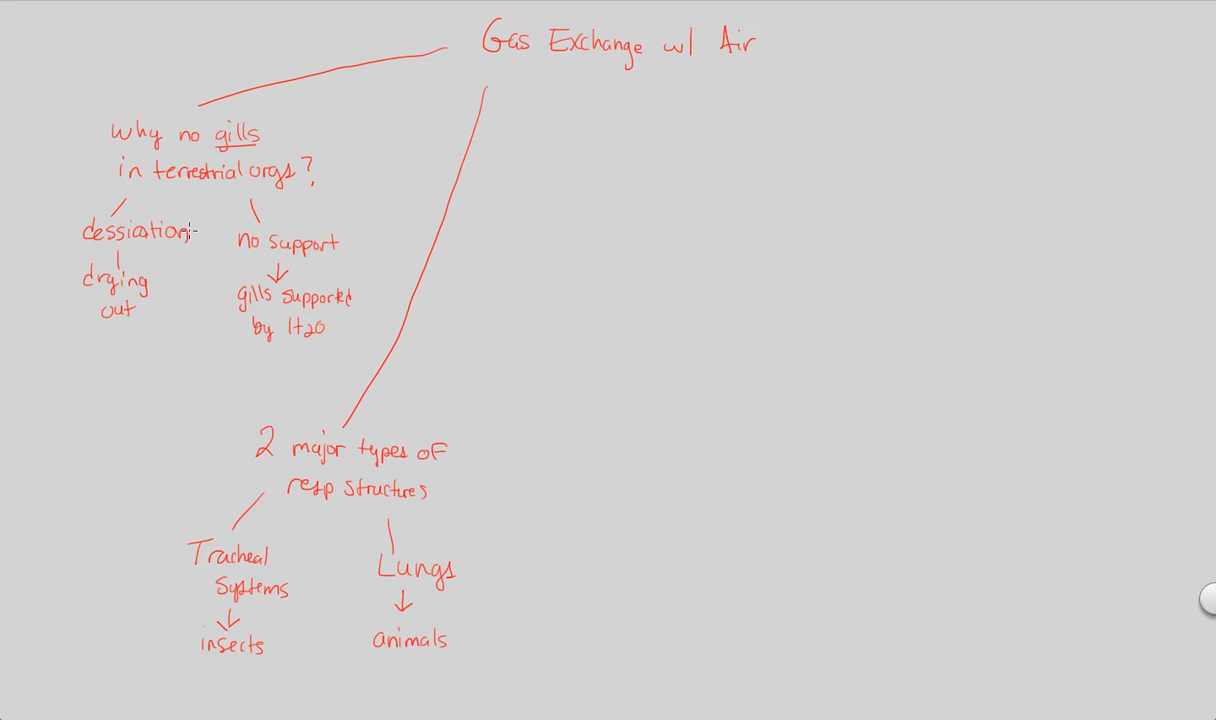 Gas Exchange w/ Air
Why no gills
in terrestrial orgs?
dessication
drying
out
no support
gills supported
by H20
2 major types of
resp structures
Tracheal
Systems
insects
Lungs
animals